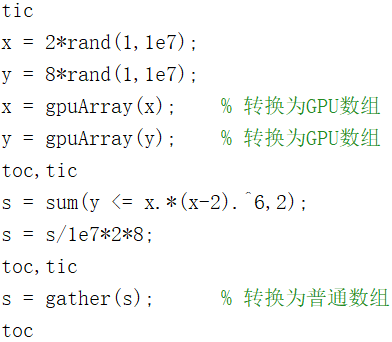 tic
x = 2*rand(1,1e7);
y = 8*rand(1,1e7);
x = gpuArray(x);    % 转换为GPU数组
y = gpuArray(y);    % 转换为GPU数组
toc,tic
s = sum(y <= x.*(x-2).^6,2);
s = s/1e7*2*8;
toc,tic
s = gather(s);      % 转换为普通数组
toc